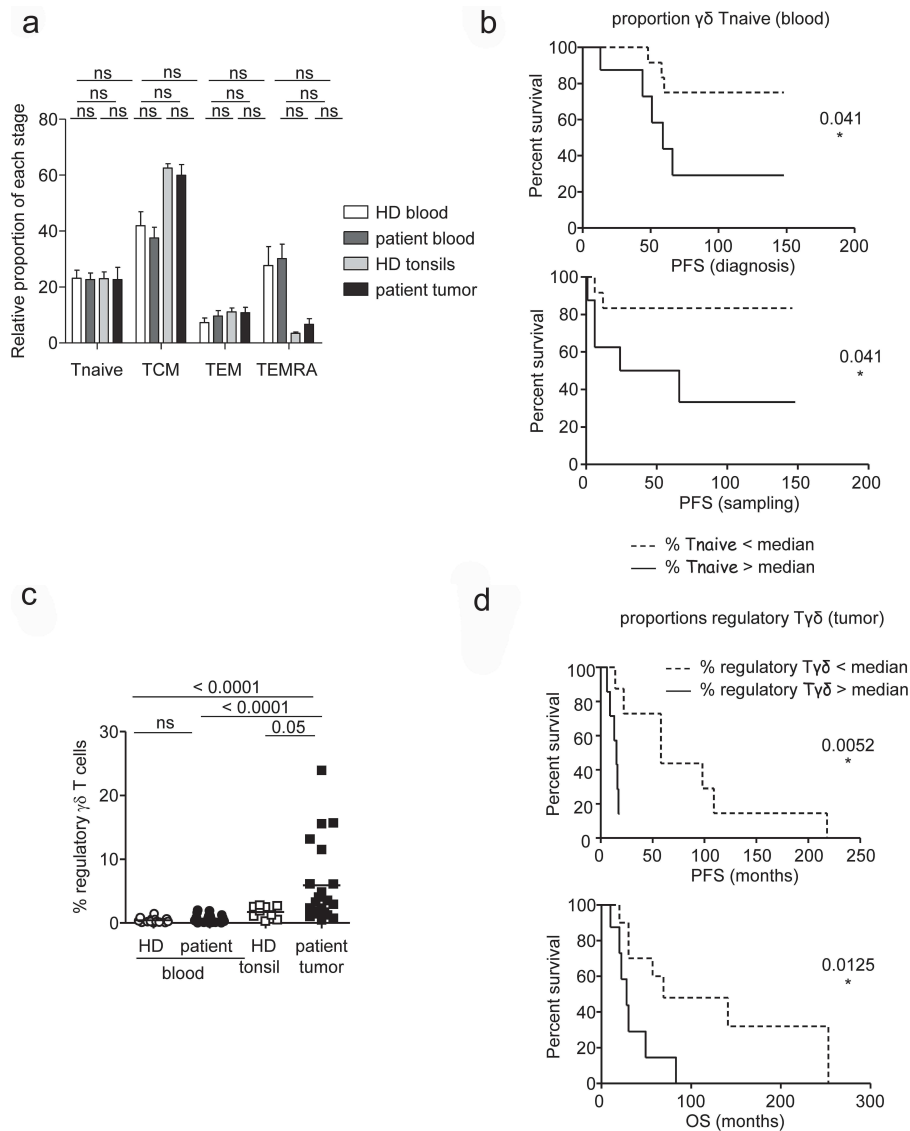 a
ns ns ns ns
ns ns ns ns
ns ns ns ns ns ns ns ns
Relative proportion of each stage
80
60
40
20
0
Tnaive TCM TEM TEMRA
HD blood
patient blood
HD tonsils
patient tumor
b
proportion γδ Tnaive (blood)
Percent survival
100
80
60
40
20
0
0 50 100 150 200
PFS (diagnosis)
0.041
*
Percent survival
100
80
60
40
20
0
0 50 100 150 200
PFS (sampling)
0.041
*
% Tnaive < median
% Tnaive > median
c
< 0.0001
< 0.0001
ns 0.05
% regulatory γδ T cells
30
20
10
0
HD patient HD patient
blood tonsil tumor
d
proportions regulatory Tγδ (tumor)
% regulatory Tγδ < median
% regulatory Tγδ > median
Percent survival
100
80
60
40
20
0
0 50 100 150 200 250
PFS (months)
0.0052
*
Percent survival
100
80
60
40
20
0
0 100 200 300
OS (months)
0.0125
*